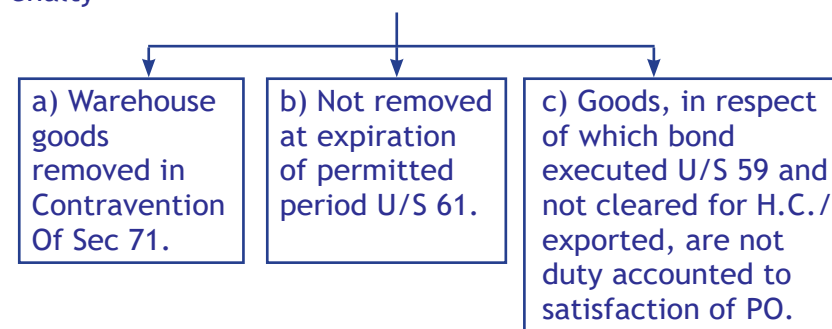 a) Warehouse
goods
removed in
Contravention
Of Sec 71.
b) Not removed
at expiration
of permitted
period U/S 61.
c) Goods, in respect
of which bond
executed U/S 59 and
not cleared for H.C./
exported, are not
duty accounted to
satisfaction of PO.